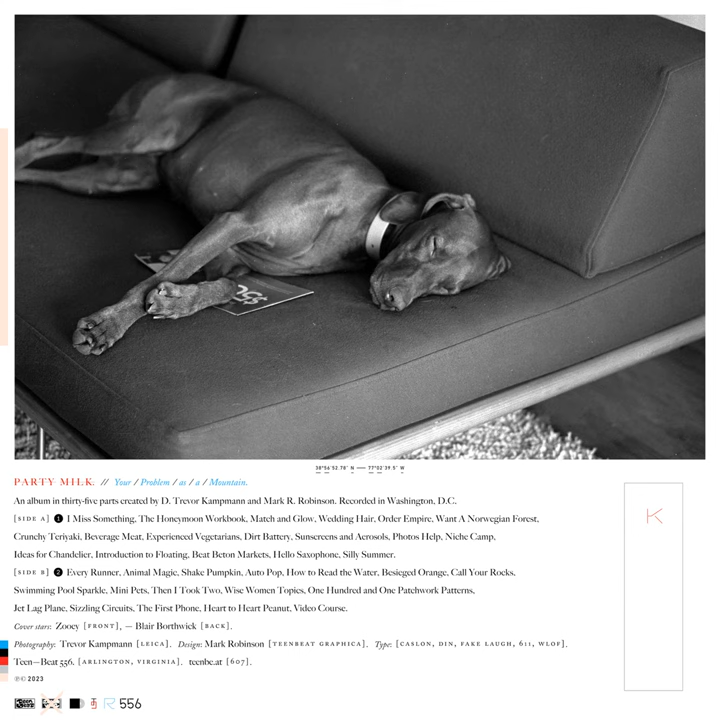 556
38°56′52.78″ N — 77°02′39.5″ W
PARTY MILK. // Your / Problem / as / a / Mountain.
An album in thirty-five parts created by D. Trevor Kampmann and Mark R. Robinson. Recorded in Washington, D.C.
[SIDE A] 1 I Miss Something, The Honeymoon Workbook, Match and Glow, Wedding Hair, Order Empire, Want A Norwegian Forest,
Crunchy Teriyaki, Beverage Meat, Experienced Vegetarians, Dirt Battery, Sunscreens and Aerosols, Photos Help, Niche Camp,
Ideas for Chandelier, Introduction to Floating, Beat Beton Markets, Hello Saxophone, Silly Summer.
[SIDE B] 2 Every Runner, Animal Magic, Shake Pumpkin, Auto Pop, How to Read the Water, Besieged Orange, Call Your Rocks,
Swimming Pool Sparkle, Mini Pets, Then I Took Two, Wise Women Topics, One Hundred and One Patchwork Patterns,
Jet Lag Plane, Sizzling Circuits, The First Phone, Heart to Heart Peanut, Video Course.
Cover stars: Zooey [FRONT], — Blair Borthwick [BACK].
Photography: Trevor Kampmann [LEICA]. Design: Mark Robinson [TEENBEAT GRAPHICA]. Type: [CASLON, DIN, FAKE LAUGH, 611, WLOF].
Teen—Beat 556. [ARLINGTON, VIRGINIA]. teenbe.at [607].
℗© 2023
Teen Beat 556
K